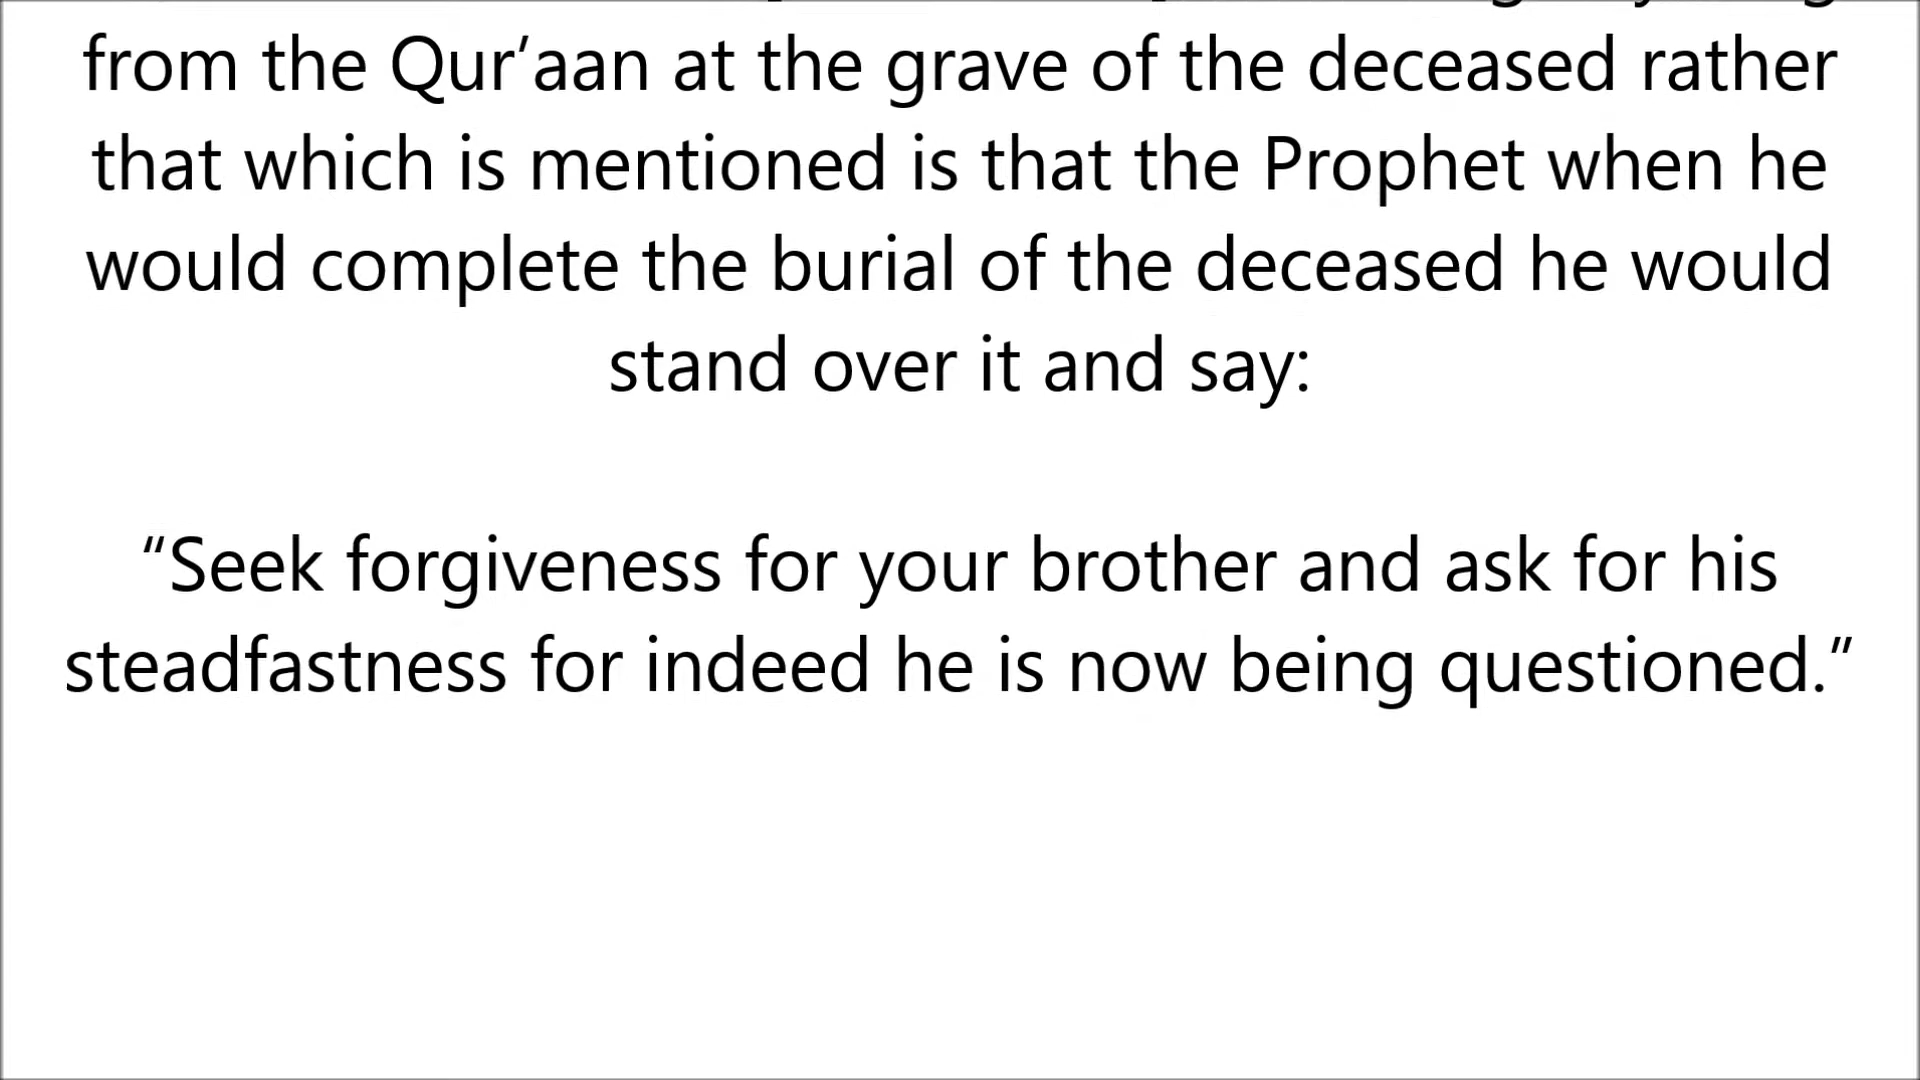 from the Qur’aan at the grave of the deceased rather
that which is mentioned is that the Prophet when he
would complete the burial of the deceased he would
stand over it and say:
“Seek forgiveness for your brother and ask for his
steadfastness for indeed he is now being questioned.”